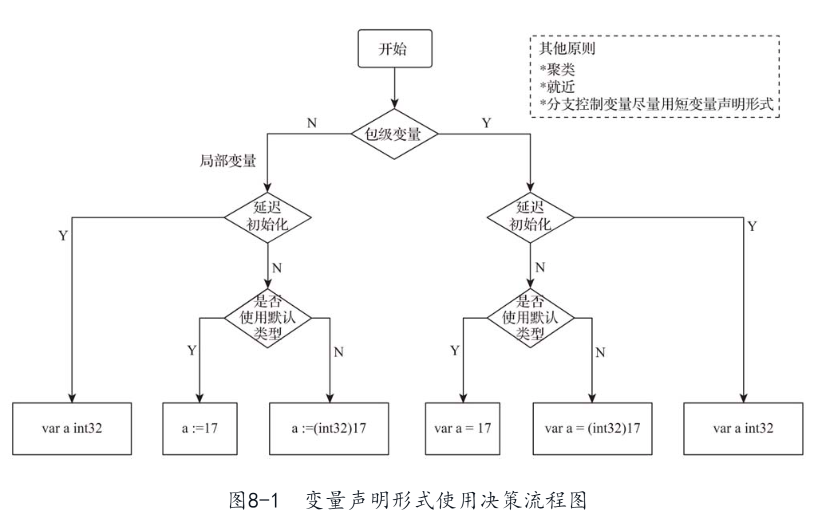 开始
其他原则
*聚类
*就近
*分支控制变量尽量用短变量声明形式
包级变量
N
Y
局部变量
延迟
初始化
延迟
初始化
Y
Y
N
N
是否
使用默认
类型
是否
使用默认
类型
Y
N
Y
N
var a int32
a :=17
a :=(int32)17
var a = 17
var a = (int32)17
var a int32
图8-1 变量声明形式使用决策流程图